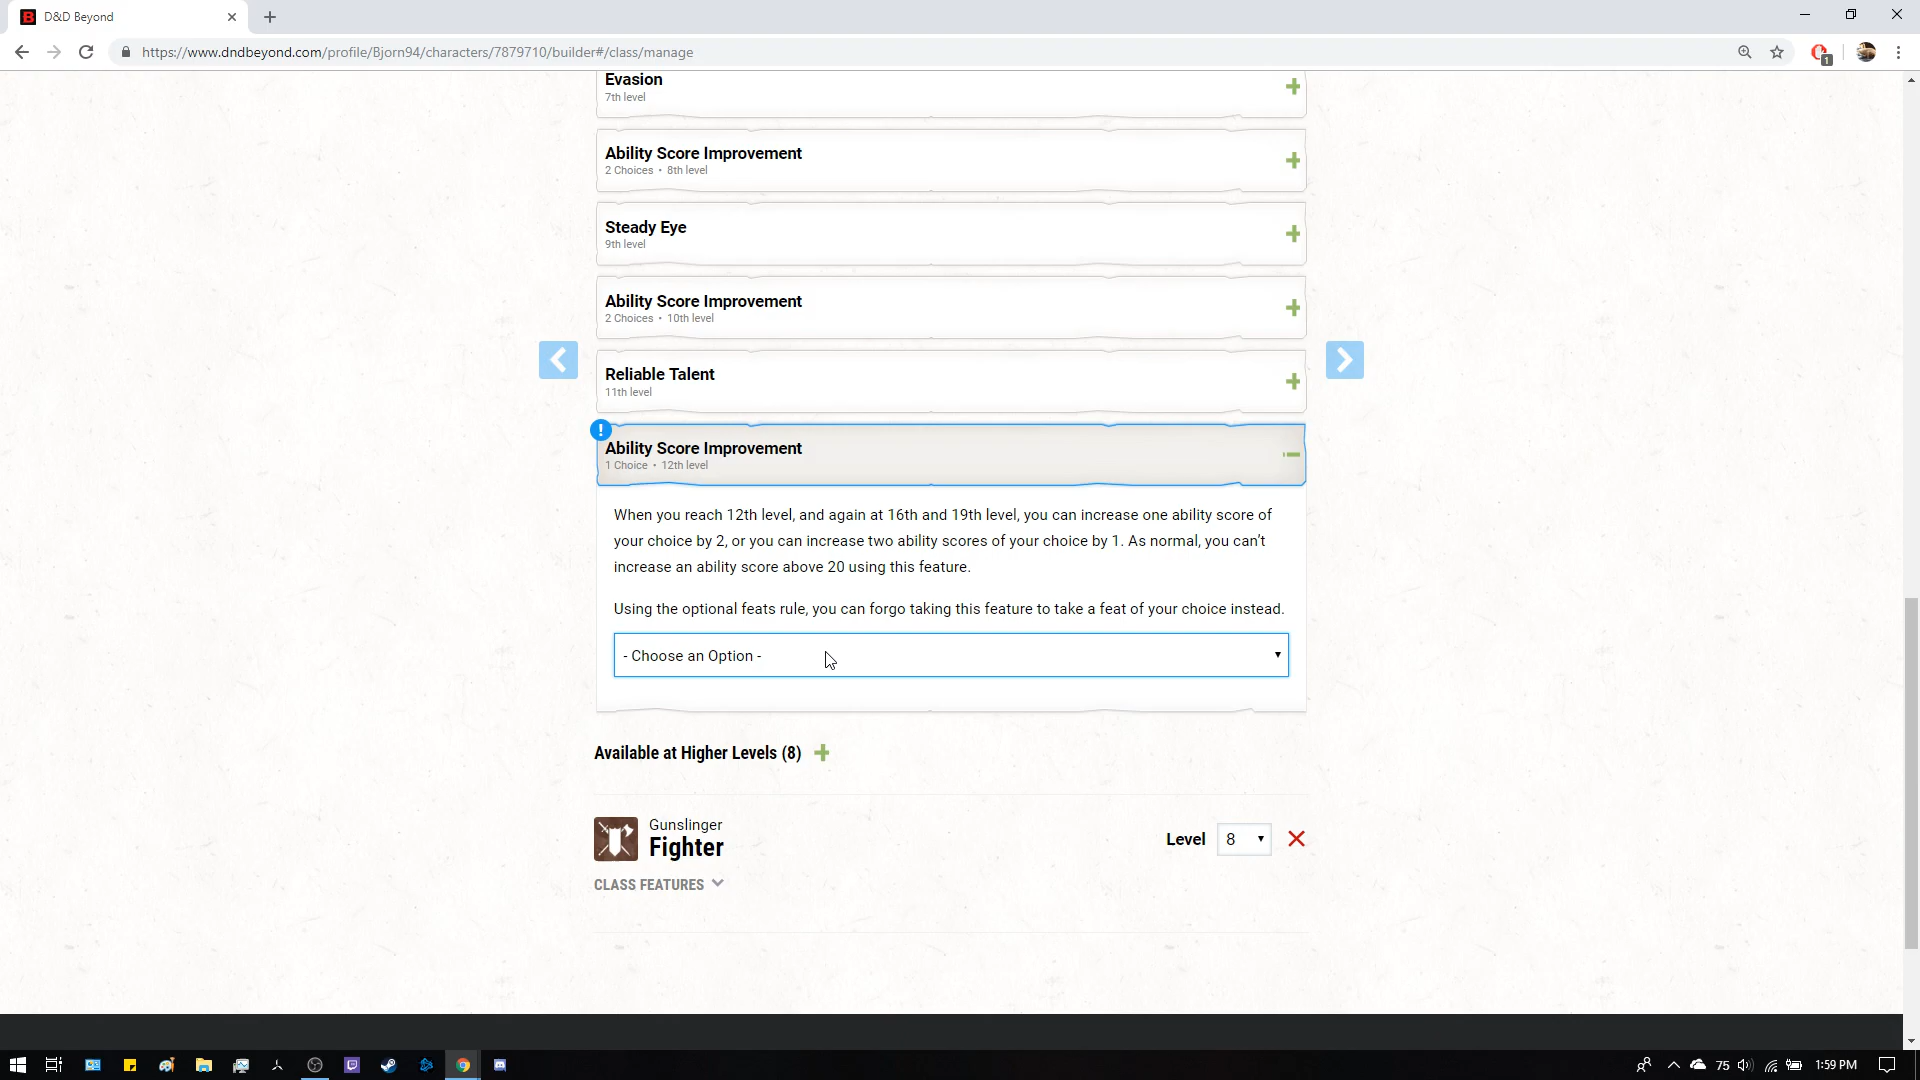 D&D Beyond
https://www.dndbeyond.com/profile/Bjorn94/characters/7879710/builder#/class/manage
1
Evasion
7th level
Ability Score Improvement
2 Choices • 8th level
Steady Eye
9th level
Ability Score Improvement
2 Choices • 10th level
Reliable Talent
11th level
!
Ability Score Improvement
1 Choice • 12th level
When you reach 12th level, and again at 16th and 19th level, you can increase one ability score of
your choice by 2, or you can increase two ability scores of your choice by 1. As normal, you can’t
increase an ability score above 20 using this feature.
Using the optional feats rule, you can forgo taking this feature to take a feat of your choice instead.
- Choose an Option -
Available at Higher Levels (8)
Gunslinger
Fighter
Level 8
CLASS FEATURES
75
1:59 PM